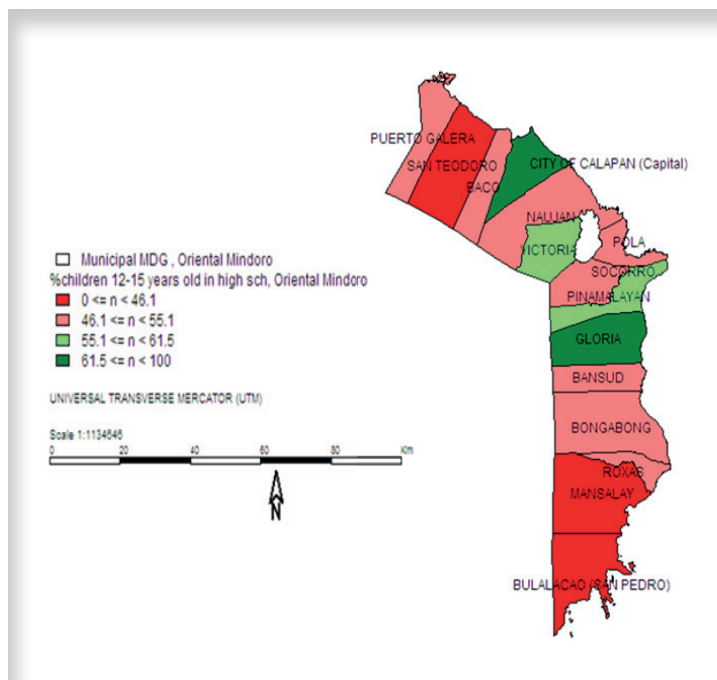 PUERTO GALERA
SAN TEODORO
BACO
CITY OF CALAPAN (Capital)
NAUJAN
VICTORIA
POLA
SOCORRO
PINAMALAYAN
GLORIA
BANSUD
BONGABONG
ROXAS
MANSALAY
BULALACAO (SAN PEDRO)
Municipal MDG , Oriental Mindoro
%children 12-15 years old in high sch, Oriental Mindoro
0 <= n < 46.1
46.1 <= n < 55.1
55.1 <= n < 61.5
61.5 <= n < 100
UNIVERSAL TRANSVERSE MERCATOR (UTM)
Scale 1:1134646
0 20 40 60 80 Km
N